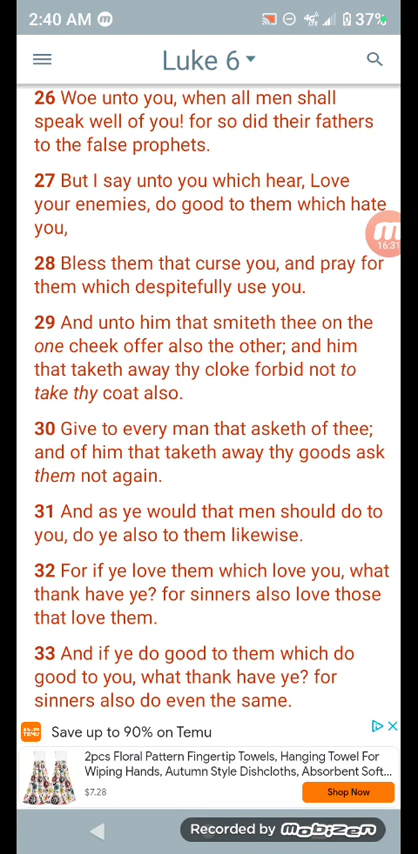 2:40 AM m 37%
Luke 6
26 Woe unto you, when all men shall
speak well of you! for so did their fathers
to the false prophets.
27 But I say unto you which hear, Love
your enemies, do good to them which hate
you,
m
16:31
28 Bless them that curse you, and pray for
them which despitefully use you.
29 And unto him that smiteth thee on the
one cheek offer also the other; and him
that taketh away thy cloke forbid not to
take thy coat also.
30 Give to every man that asketh of thee;
and of him that taketh away thy goods ask
them not again.
31 And as ye would that men should do to
you, do ye also to them likewise.
32 For if ye love them which love you, what
thank have ye? for sinners also love those
that love them.
33 And if ye do good to them which do
good to you, what thank have ye? for
sinners also do even the same.
TEMU
Save up to 90% on Temu
2pcs Floral Pattern Fingertip Towels, Hanging Towel For
Wiping Hands, Autumn Style Dishcloths, Absorbent Soft...
$7.28
Shop Now
Recorded by mobizen